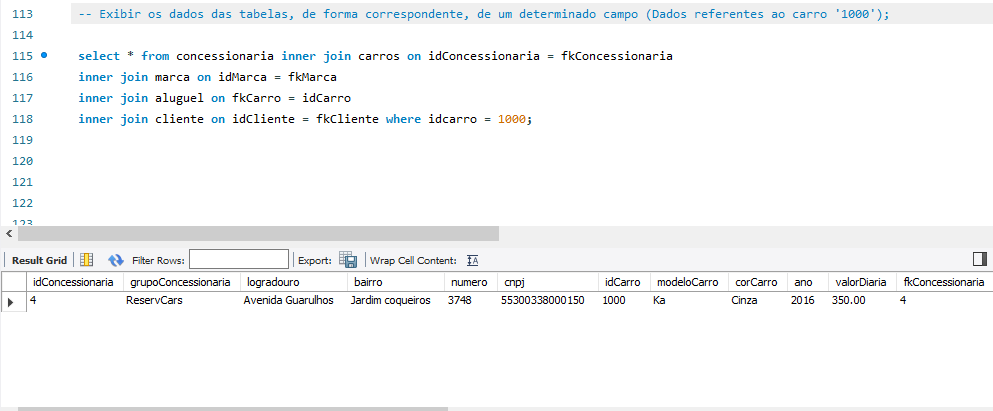 113 -- Exibir os dados das tabelas, de forma correspondente, de um determinado campo (Dados referentes ao carro '1000');
114
115 select * from concessionaria inner join carros on idConcessionaria = fkConcessionaria
116 inner join marca on idMarca = fkMarca
117 inner join aluguel on fkCarro = idCarro
118 inner join cliente on idCliente = fkCliente where idcarro = 1000;
119
120
121
122
123
Result Grid Filter Rows: Export: Wrap Cell Content:
idConcessionaria grupoConcessionaria logradouro bairro numero cnpj idCarro modeloCarro corCarro ano valorDiaria fkConcessionaria
4 ReservCars Avenida Guarulhos Jardim coqueiros 3748 55300338000150 1000 Ka Cinza 2016 350.00 4